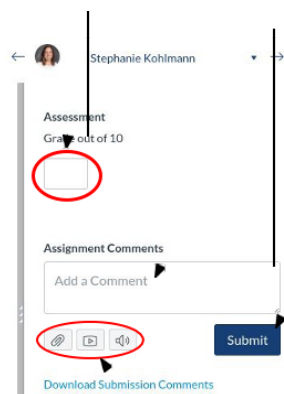 Stephanie Kohlmann
Assessment
Grade out of 10
Assignment Comments
Add a Comment
Submit
Download Submission Comments